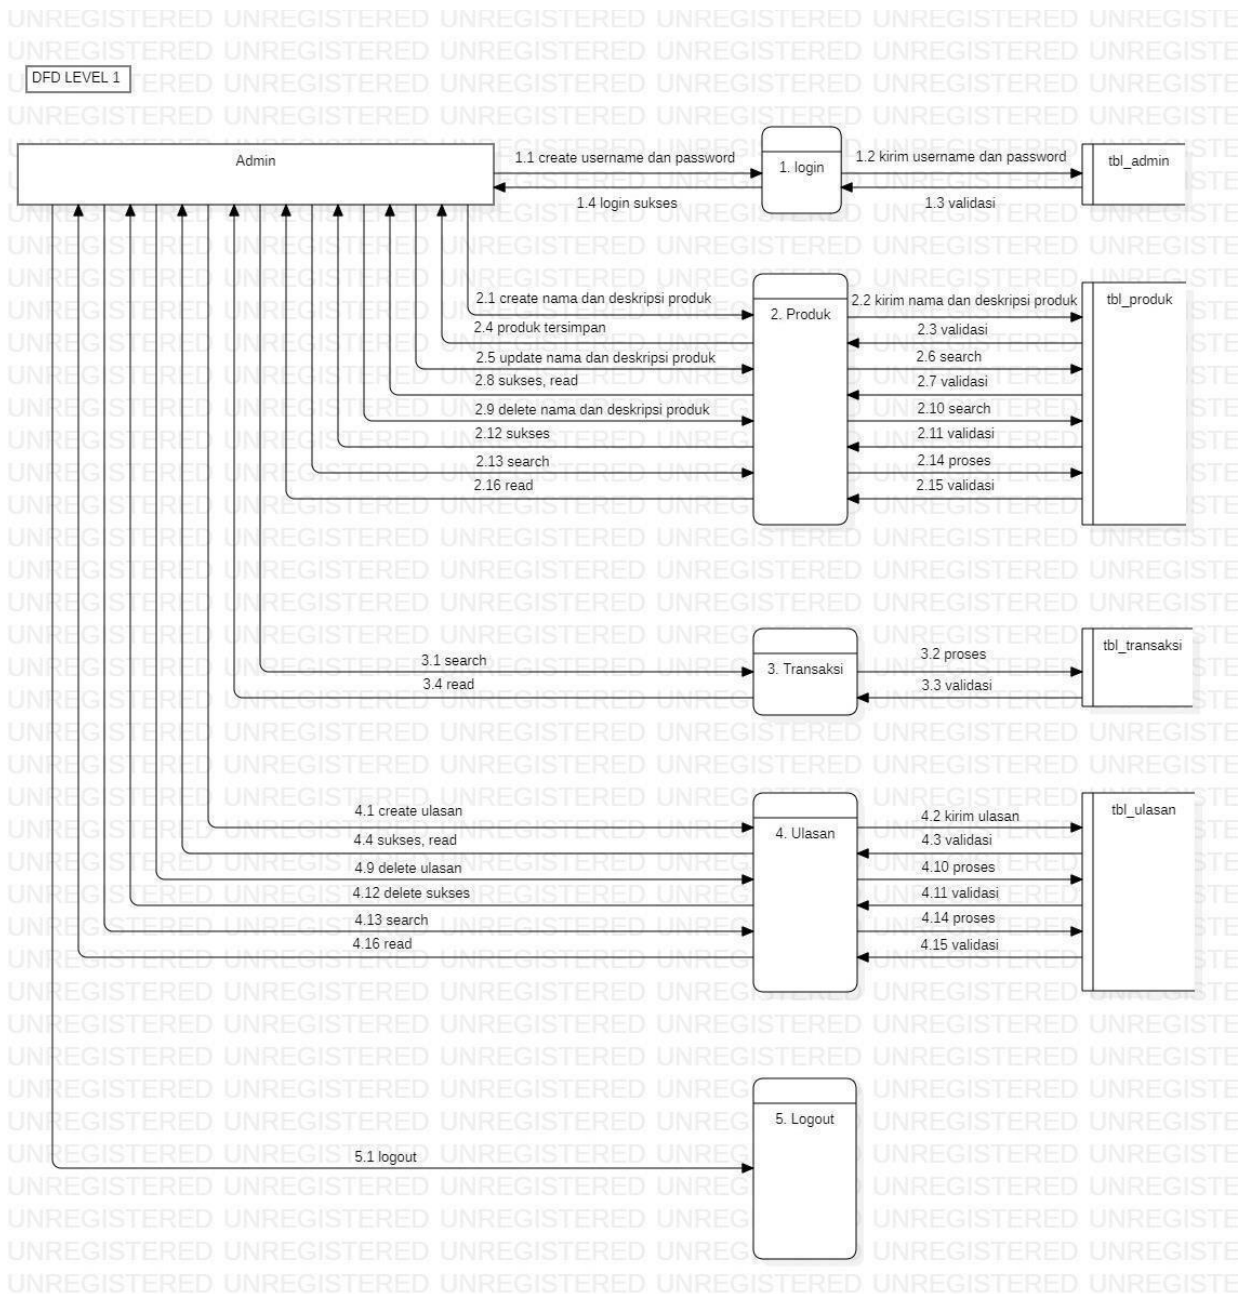 DFD LEVEL 1
Admin
1.1 create username dan password
1. login
1.2 kirim username dan password
tbl_admin
1.4 login sukses
1.3 validasi
2.1 create nama dan deskripsi produk
2. Produk
2.2 kirim nama dan deskripsi produk
tbl_produk
2.4 produk tersimpan
2.3 validasi
2.5 update nama dan deskripsi produk
2.6 search
2.8 sukses, read
2.7 validasi
2.9 delete nama dan deskripsi produk
2.10 search
2.12 sukses
2.11 validasi
2.13 search
2.14 proses
2.16 read
2.15 validasi
3.1 search
3. Transaksi
3.2 proses
tbl_transaksi
3.4 read
3.3 validasi
4.1 create ulasan
4. Ulasan
4.2 kirim ulasan
tbl_ulasan
4.4 sukses, read
4.3 validasi
4.9 delete ulasan
4.10 proses
4.12 delete sukses
4.11 validasi
4.13 search
4.14 proses
4.16 read
4.15 validasi
5. Logout
5.1 logout
UNREGISTERED